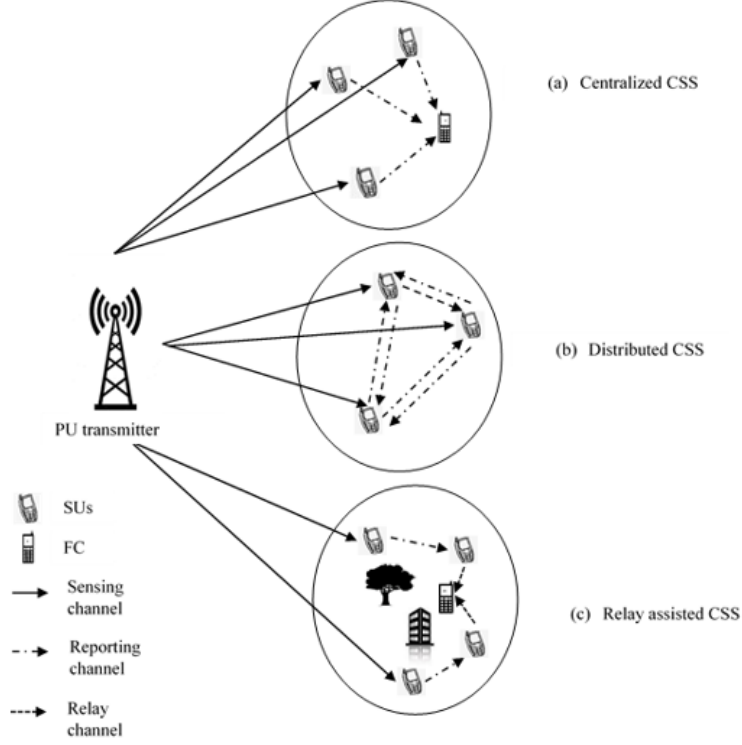 (a) Centralized CSS
(b) Distributed CSS
PU transmitter
SUs
FC
Sensing
channel
(c) Relay assisted CSS
Reporting
channel
Relay
channel